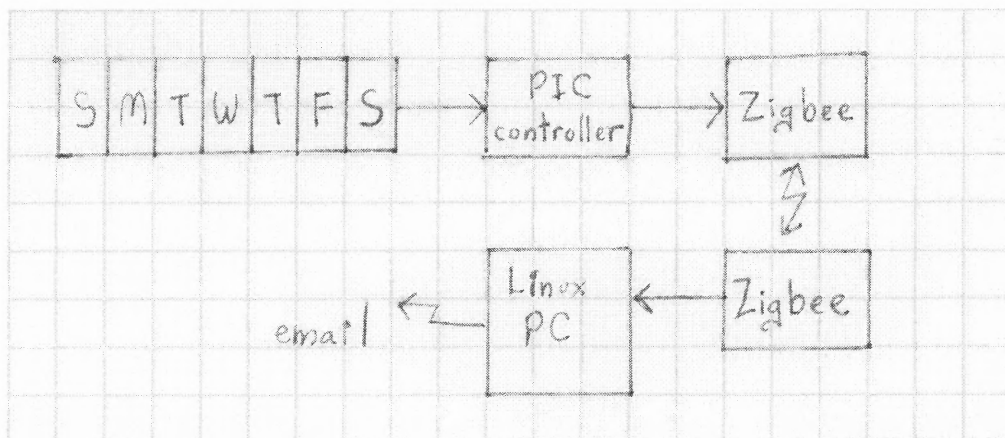 S M T W T F S
PIC
controller
Zigbee
Linux
PC
Zigbee
email